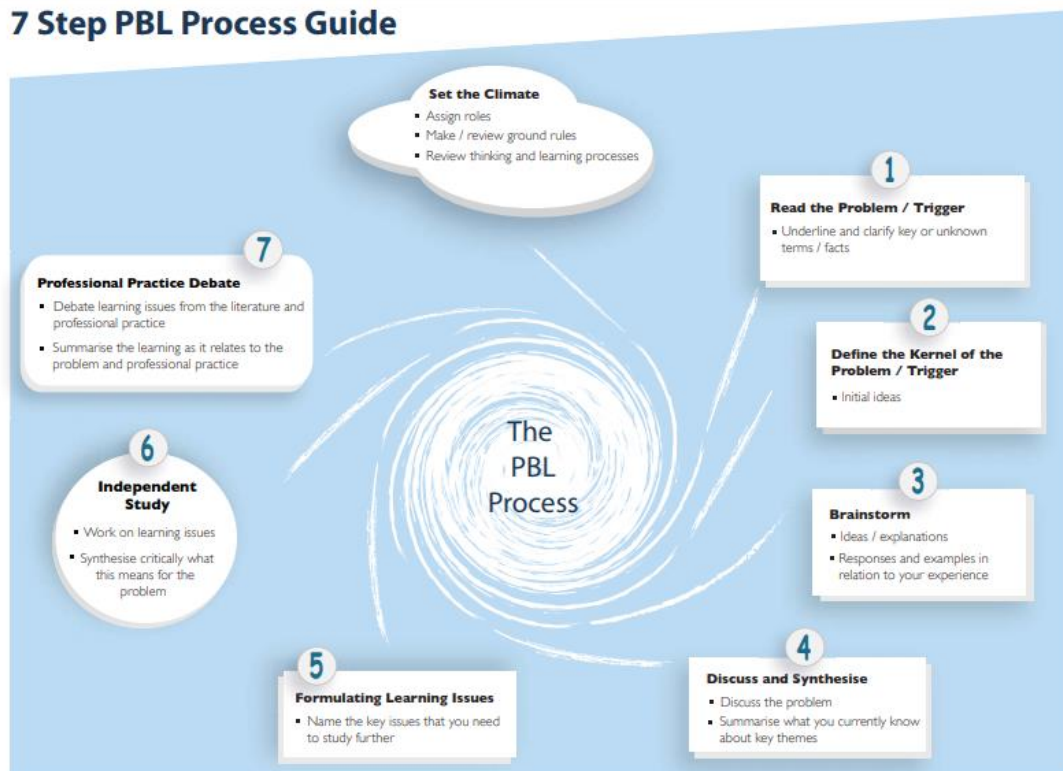 7 Step PBL Process Guide
Set the Climate
▪ Assign roles
▪ Make / review ground rules
▪ Review thinking and learning processes
1
Read the Problem / Trigger
▪ Underline and clarify key or unknown
terms / facts
2
Define the Kernel of the
Problem / Trigger
▪ Initial ideas
3
Brainstorm
▪ Ideas / explanations
▪ Responses and examples in
relation to your experience
4
Discuss and Synthesise
▪ Discuss the problem
▪ Summarise what you currently know
about key themes
5
Formulating Learning Issues
▪ Name the key issues that you need
to study further
6
Independent
Study
▪ Work on learning issues
▪ Synthesise critically what
this means for the
problem
7
Professional Practice Debate
▪ Debate learning issues from the literature and
professional practice
▪ Summarise the learning as it relates to the
problem and professional practice
The
PBL
Process